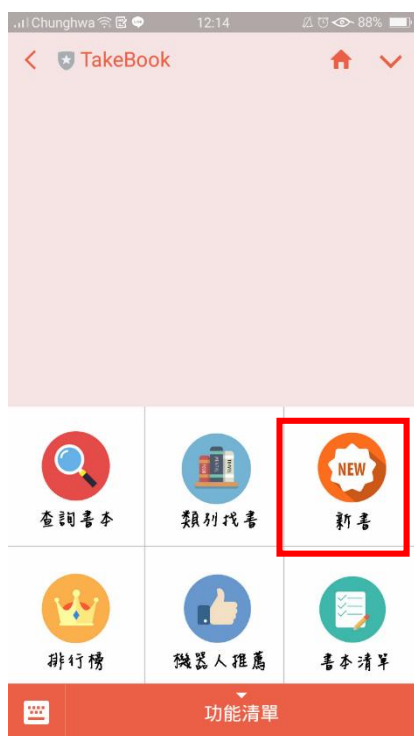 Chunghwa 12:14 88%
TakeBook
NEW
查詢書本 類別找書 新書
排行榜 機器人推薦 書本清單
功能清單